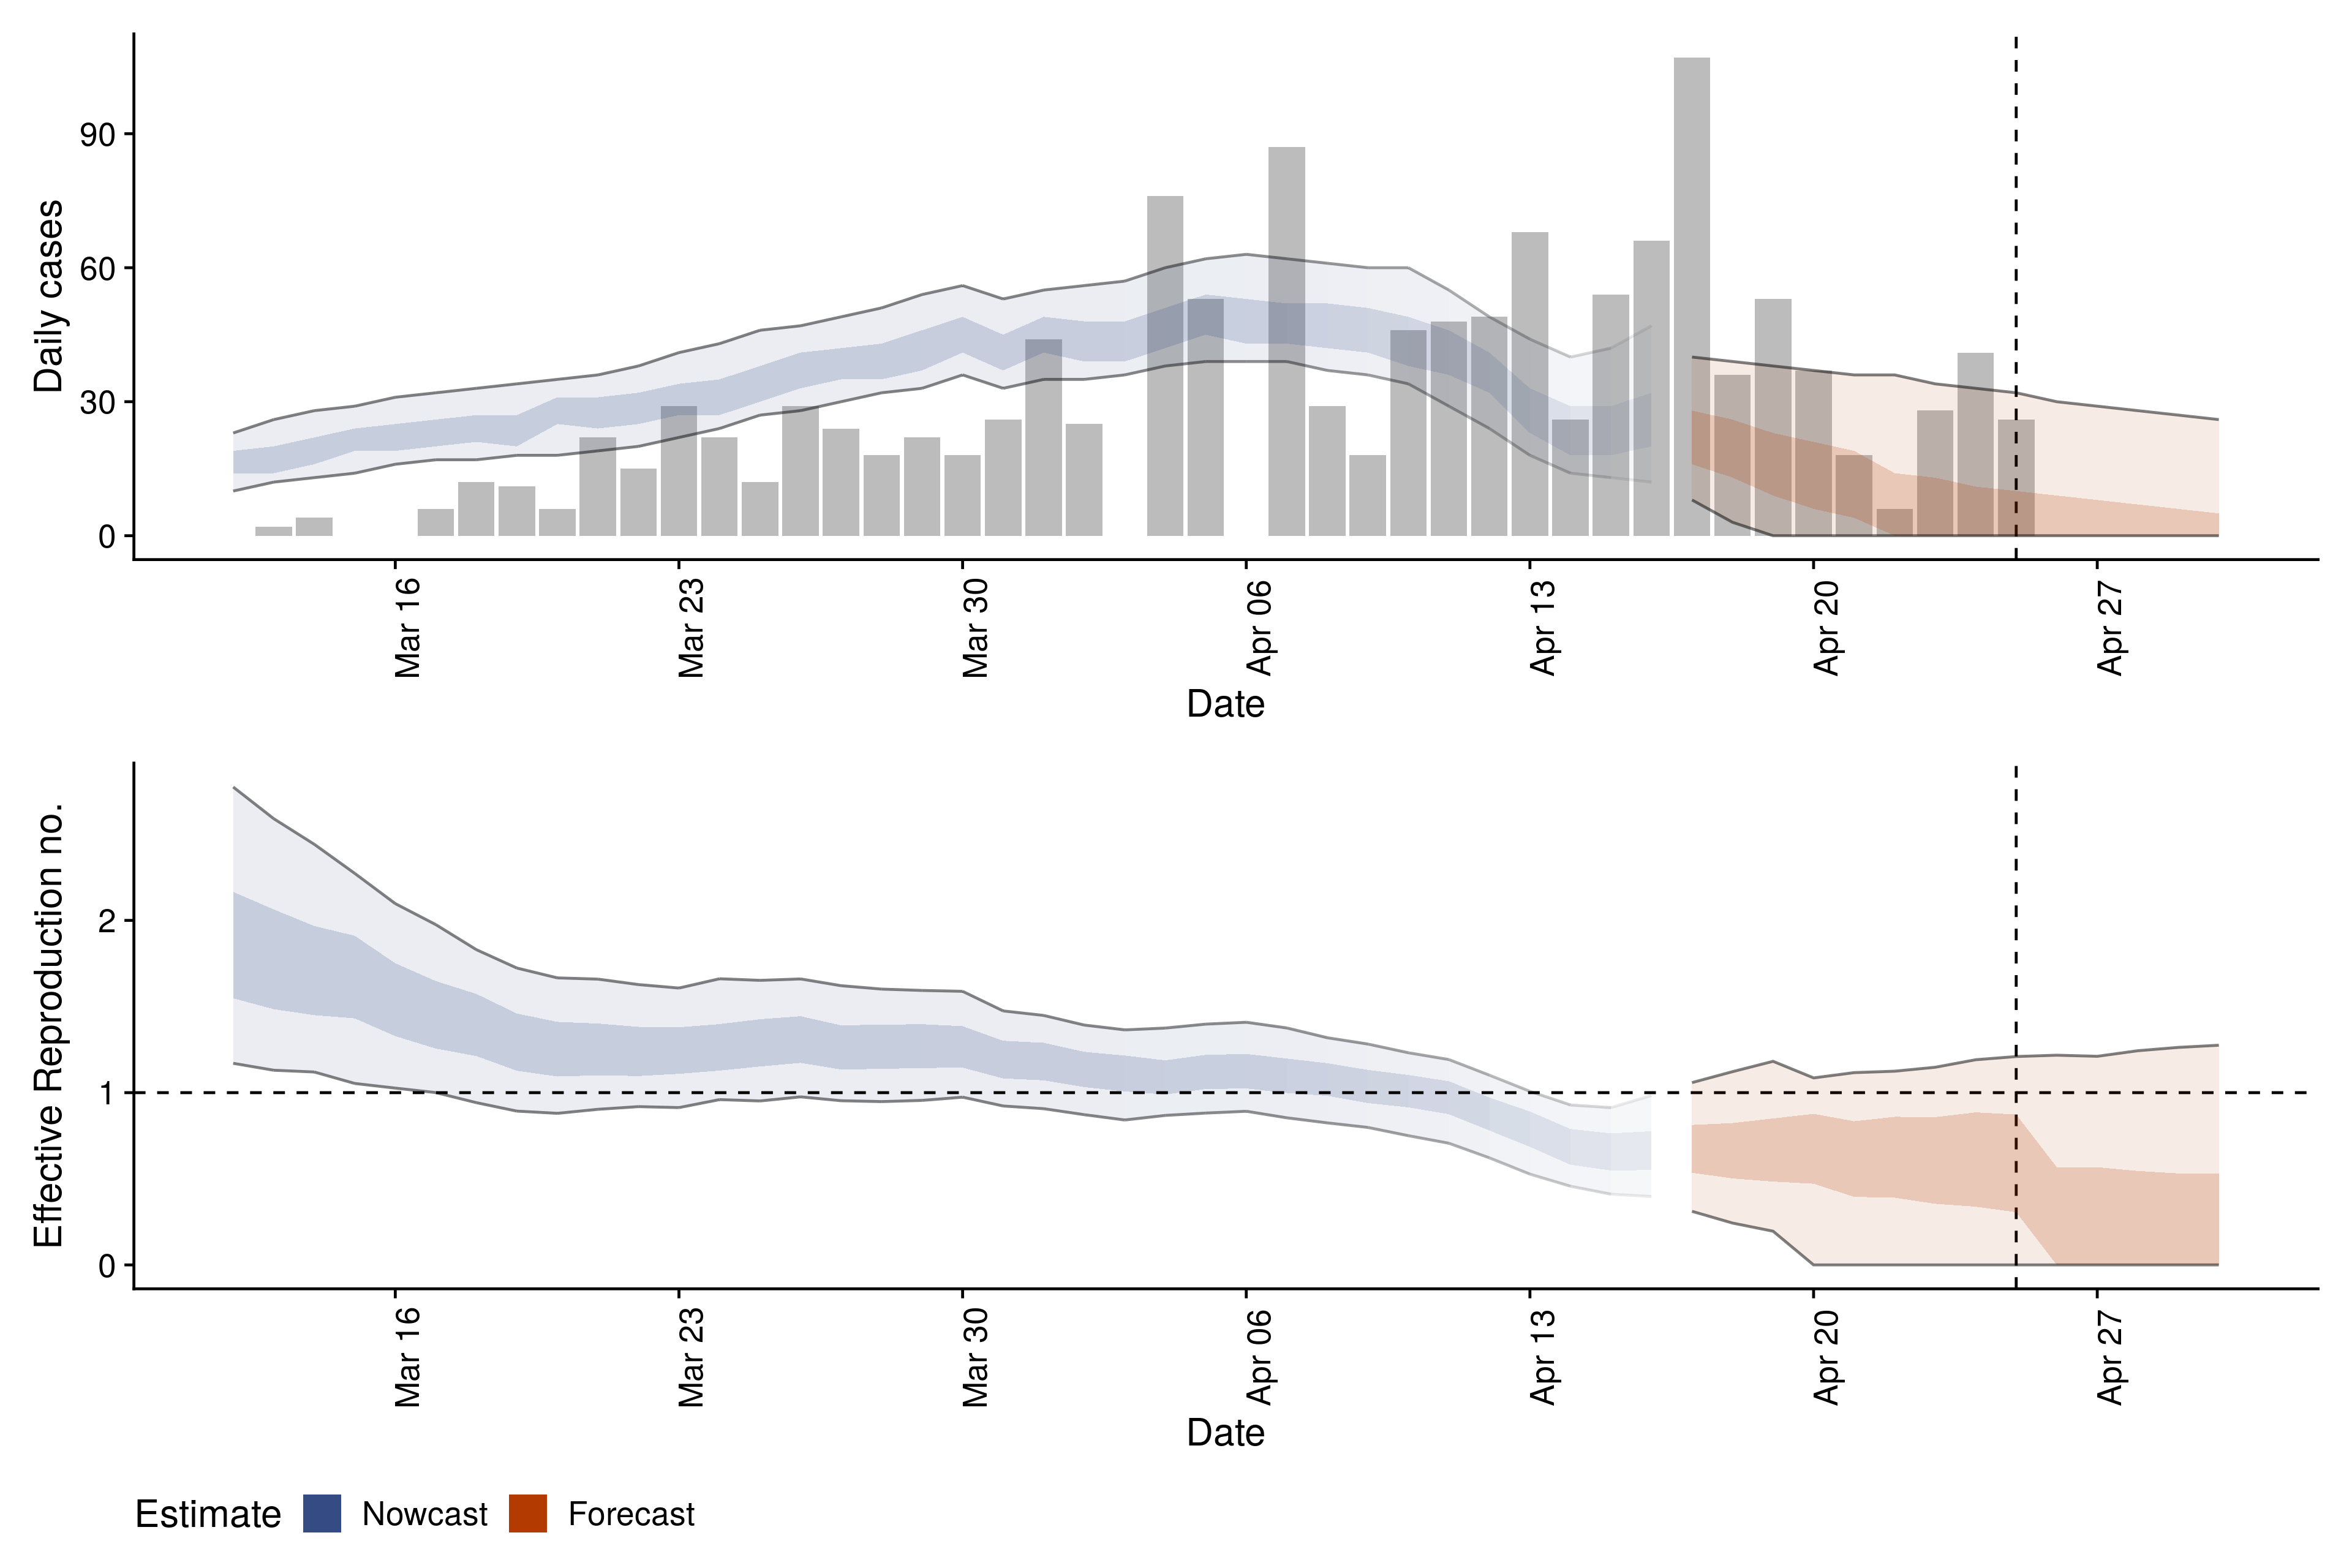 Daily cases
90
60
30
0
Mar 16
Mar 23
Mar 30
Apr 06
Apr 13
Apr 20
Apr 27
Date
Effective Reproduction no.
2
1
0
Mar 16
Mar 23
Mar 30
Apr 06
Apr 13
Apr 20
Apr 27
Date
Estimate Nowcast Forecast